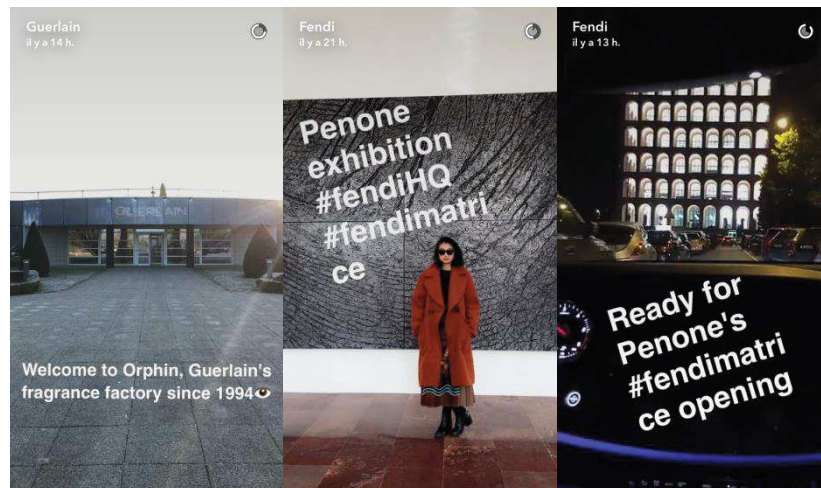 Guerlain
il y a 14 h.
GUERLAIN
Welcome to Orphin, Guerlain's
fragrance factory since 1994
Fendi
il y a 21 h.
Penone
exhibition
#fendiHQ
#fendimatri
ce
Fendi
il y a 13 h.
Ready for
Penone's
#fendimatri
ce opening